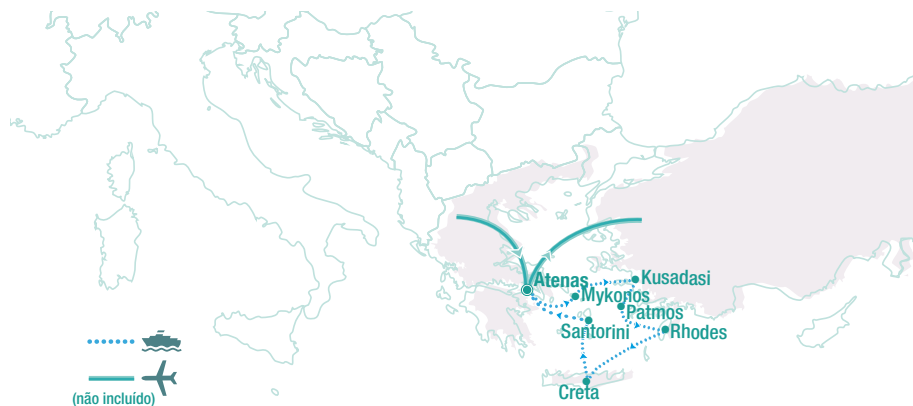 Atenas
Kusadasi
Mykonos
Patmos
Santorini
Rhodes
Creta
(não incluído)